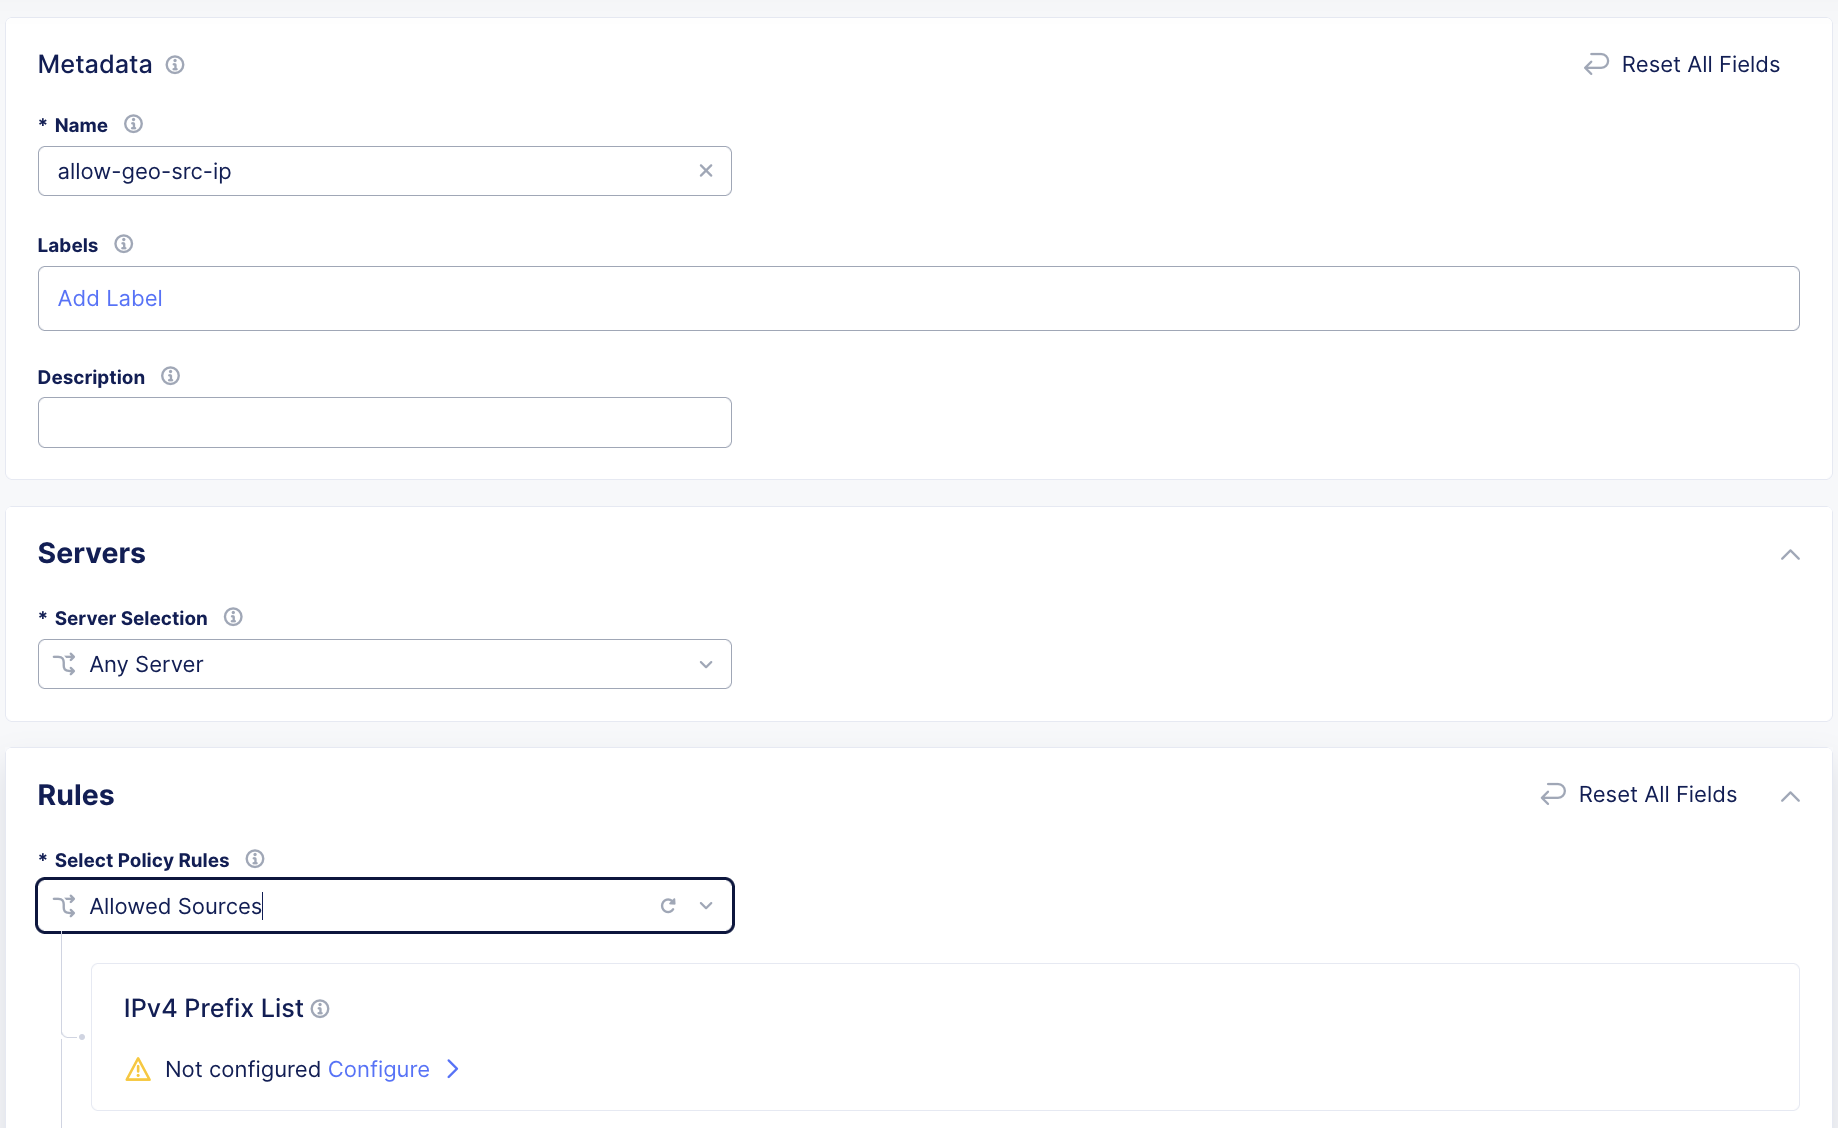 Metadata
Reset All Fields
* Name
allow-geo-src-ip
Labels
Add Label
Description
Servers
* Server Selection
Any Server
Rules
Reset All Fields
* Select Policy Rules
Allowed Sources
IPv4 Prefix List
Not configured Configure